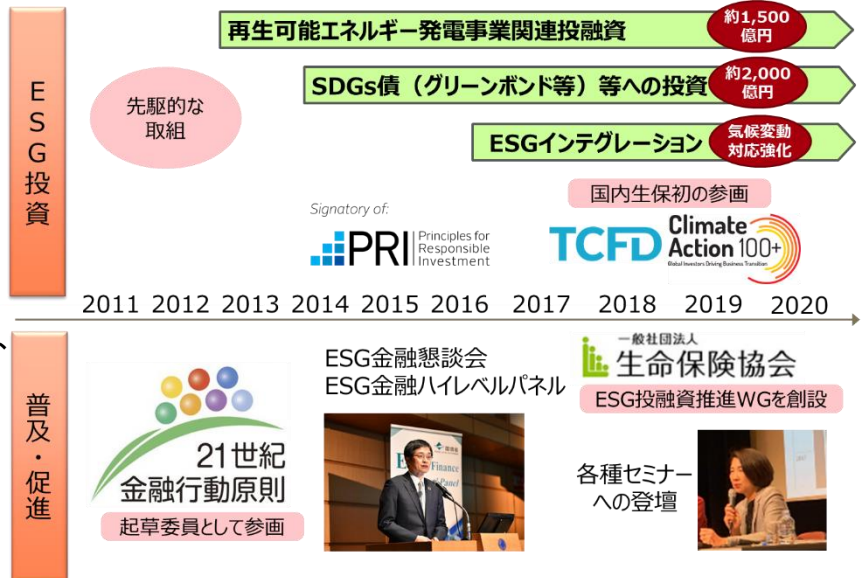 ESG投資
再生可能エネルギー発電事業関連投融資
約1,500
億円
先駆的な
取組
SDGs債（グリーンボンド等）等への投資
約2,000
億円
ESGインテグレーション
気候変動
対応強化
国内生保初の参画
Signatory of:
PRI
Principles for
Responsible
Investment
TCFD
Climate
Action 100+
Global Investors Driving Business Transition
2011 2012 2013 2014 2015 2016 2017 2018 2019 2020
普及・促進
21世紀
金融行動原則
起草委員として参画
ESG金融懇談会
ESG金融ハイレベルパネル
一般社団法人
生命保険協会
ESG投融資推進WGを創設
各種セミナー
への登壇